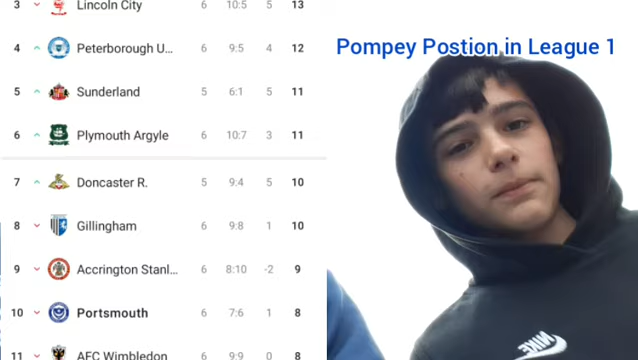 3 Lincoln City 6 10:5 5 13
4 Peterborough U... 6 9:5 4 12
5 Sunderland 5 6:1 5 11
6 Plymouth Argyle 6 10:7 3 11
7 Doncaster R. 5 9:4 5 10
8 Gillingham 6 9:8 1 10
9 Accrington Stanl... 6 8:10 -2 9
10 Portsmouth 6 7:6 1 8
11 AFC Wimbledon 6 9:9 0 8
Pompey Postion in League 1
NIKE